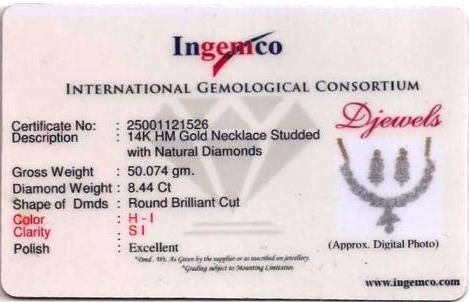 Ingemco
INTERNATIONAL GEMOLOGICAL CONSORTIUM
Certificate No: : 25001121526
Description : 14K HM Gold Necklace Studded
with Natural Diamonds
Djewels
Gross Weight : 50.074 gm.
Diamond Weight : 8.44 Ct
Shape of Dmds : Round Brilliant Cut
Color : H - I
Clarity : S I
Polish : Excellent
(Approx. Digital Photo)
*Dmd. Wt. As Given by the supplier or as inscribed on jewellery.
*Grading subject to Mounting Limitation
www.ingemco.com